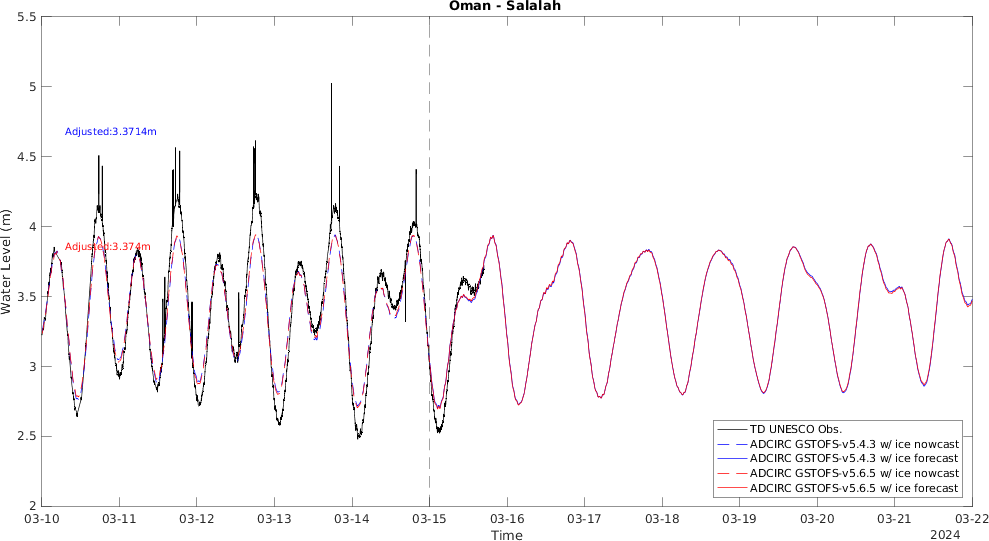 Oman - Salalah
5.5
5
4.5
4
3.5
3
2.5
2
Water Level (m)
Adjusted:3.3714m
Adjusted:3.374m
TD UNESCO Obs.
ADCIRC GSTOFS-v5.4.3 w/ ice nowcast
ADCIRC GSTOFS-v5.4.3 w/ ice forecast
ADCIRC GSTOFS-v5.6.5 w/ ice nowcast
ADCIRC GSTOFS-v5.6.5 w/ ice forecast
03-10 03-11 03-12 03-13 03-14 03-15 03-16 03-17 03-18 03-19 03-20 03-21 03-22
Time
2024